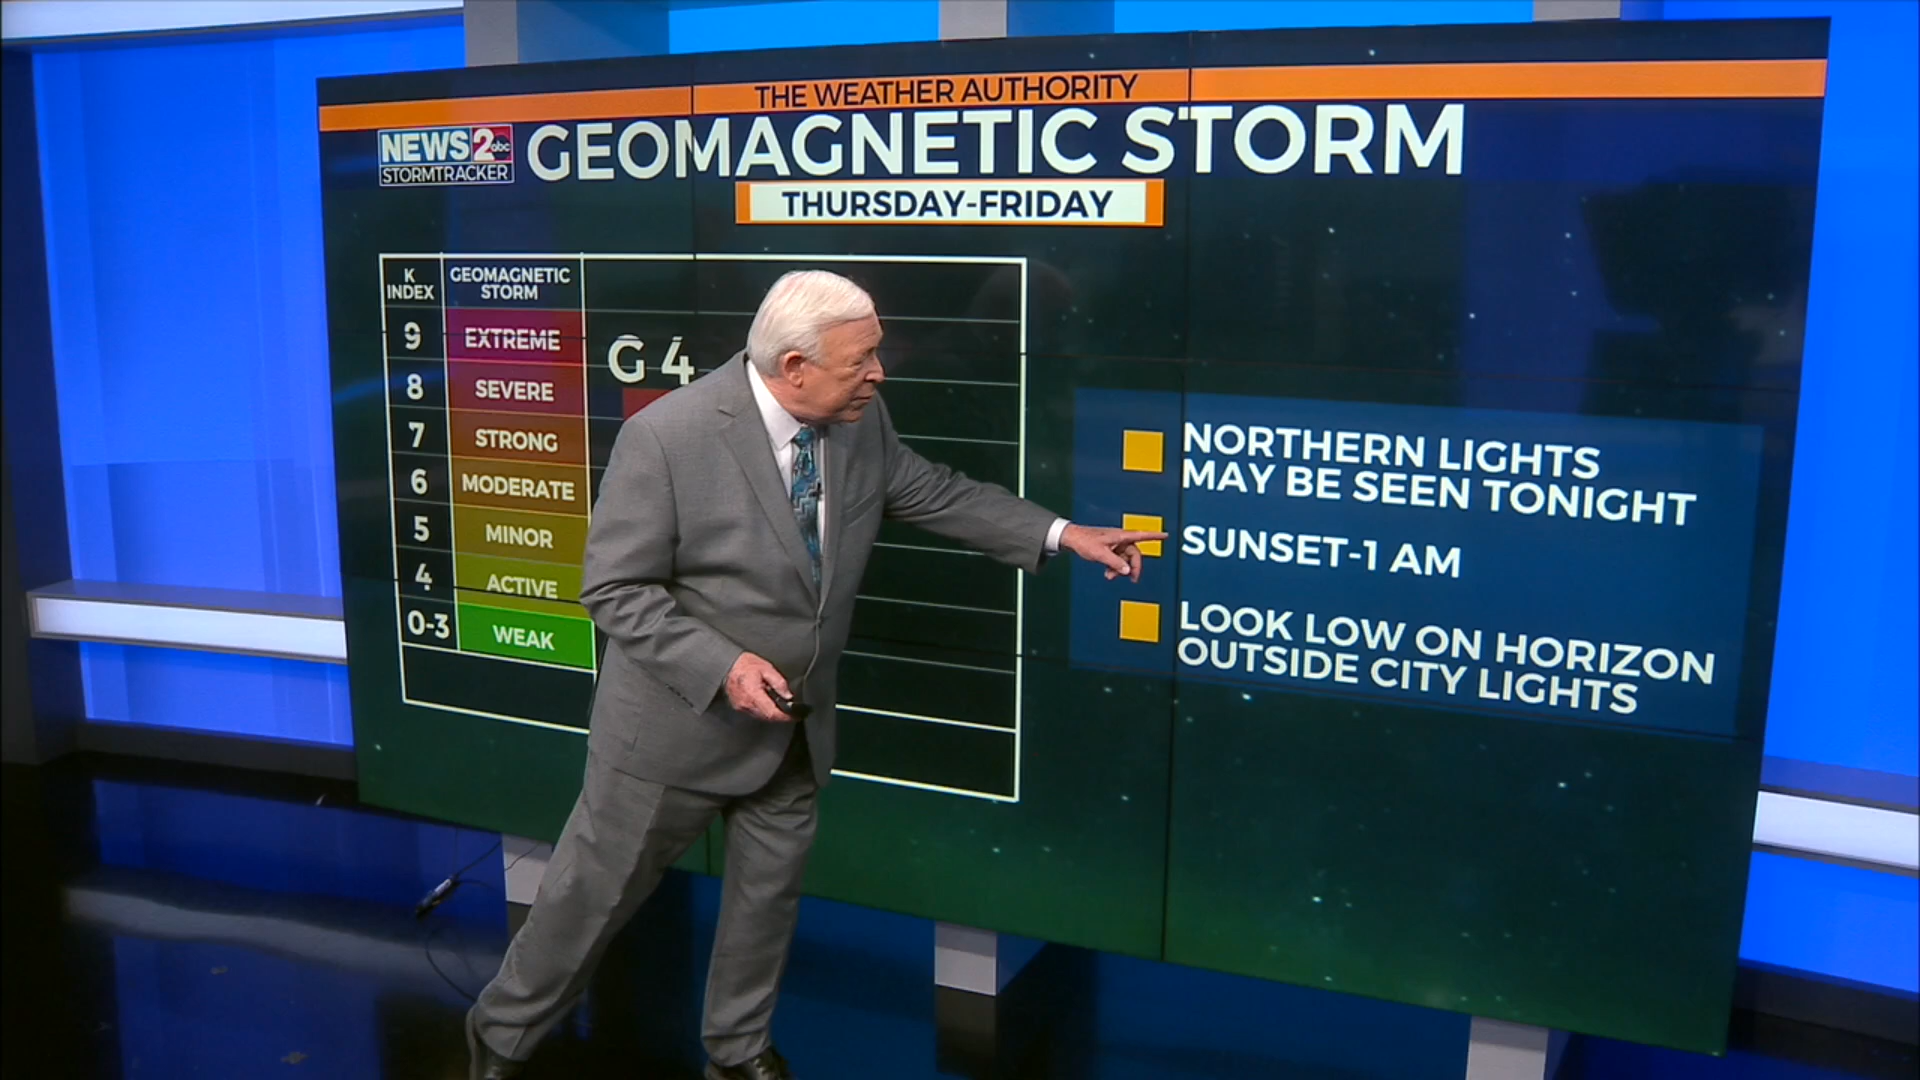 THE WEATHER AUTHORITY
NEWS 2 abc
STORMTRACKER
GEOMAGNETIC STORM
THURSDAY-FRIDAY
K
INDEX
GEOMAGNETIC
STORM
9 EXTREME
G 4
8 SEVERE
7 STRONG
6 MODERATE
5 MINOR
4 ACTIVE
0-3 WEAK
NORTHERN LIGHTS
MAY BE SEEN TONIGHT
SUNSET-1 AM
LOOK LOW ON HORIZON
OUTSIDE CITY LIGHTS